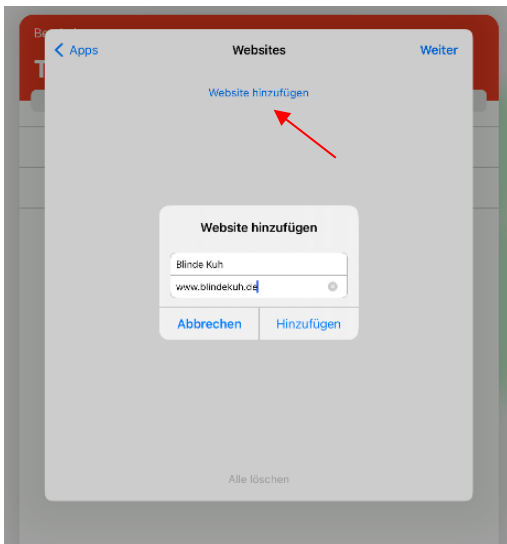 Apps
Websites
Weiter
Website hinzufügen
Website hinzufügen
Blinde Kuh
www.blindekuh.de
Abbrechen
Hinzufügen
Alle löschen